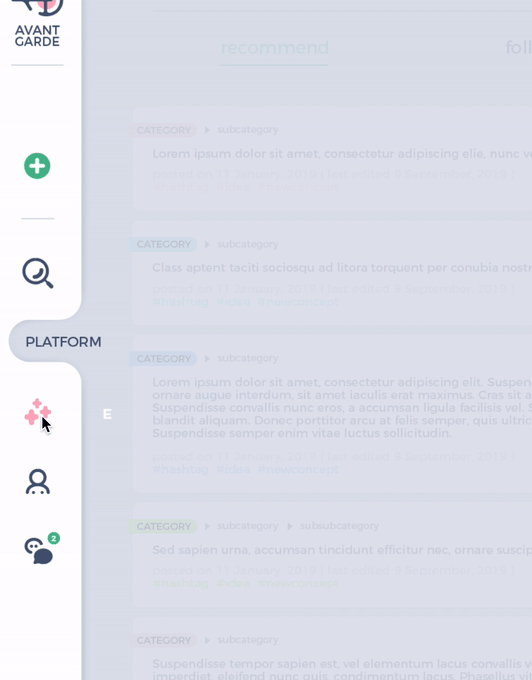 AVANT
GARDE
PLATFORM
E
2
recommend
foll
CATEGORY subcategory
Lorem ipsum dolor sit amet, consectetur adipiscing elie, nunc ve
posted on 11 January, 2019 | last edited 9 September, 2019 |
#hashtag #idea #newconcept
CATEGORY subcategory
Class aptent taciti sociosqu ad litora torquent per conubia nostr
posted on 11 January, 2019 | last edited 9 September, 2019 |
#hashtag #idea #newconcept
CATEGORY subcategory
Lorem ipsum dolor sit amet, consectetur adipiscing elit. Suspen
ornare augue interdum, sit amet iaculis erat maximus. Cras sit a
Suspendisse convallis nunc eros, a accumsan ligula facilisis vel. S
blandit aliquam. Donec porttitor arcu at felis semper, quis elem
Suspendisse semper enim vitae luctus sollicitudin.
posted on 11 January, 2019 | last edited 9 September, 2019 |
#hashtag #idea #newconcept
CATEGORY subcategory subsubcategory
Sed sapien urna, accumsan tincidunt efficitur nec, ornare suscip
posted on 11 January, 2019 | last edited 9 September, 2019 |
#hashtag #idea #newconcept
CATEGORY subcategory
Suspendisse tempor sapien est, vel elementum lacus convallis
imperdiet, eleifend nunc quis, condimentum lacus. Phasellus vi